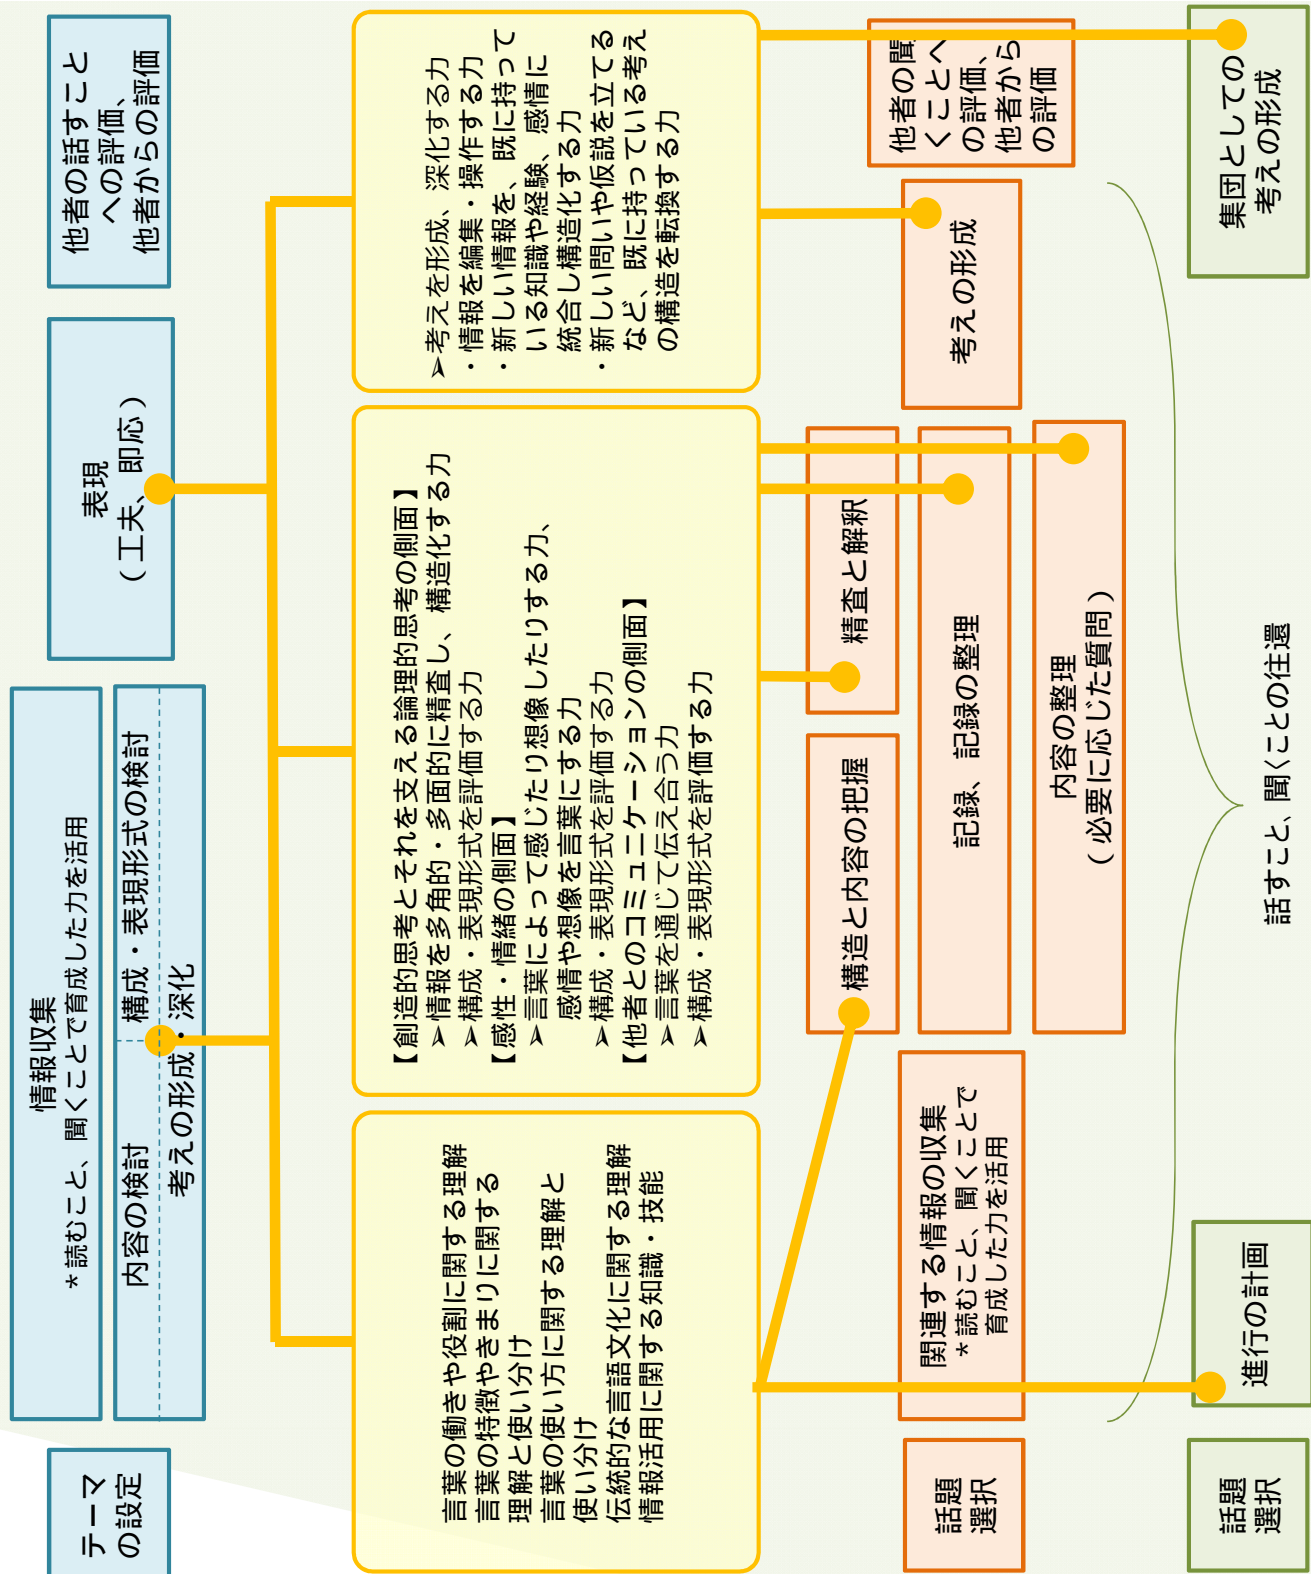 テーマ
の設定
情報収集
＊読むこと、聞くことで育成した力を活用
内容の検討
構成・表現形式の検討
考えの形成・深化
表現
（工夫、即応）
他者の話すこと
への評価、
他者からの評価
言葉の働きや役割に関する理解
言葉の特徴やきまりに関する
理解と使い分け
言葉の使い方に関する理解と
使い分け
伝統的な言語文化に関する理解
情報活用に関する知識・技能
【創造的思考とそれを支える論理的思考の側面】
➢情報を多角的・多面的に精査し、構造化する力
➢構成・表現形式を評価する力
【感性・情緒の側面】
➢言葉によって感じたり想像したりする力、
感情や想像を言葉にする力
➢構成・表現形式を評価する力
【他者とのコミュニケーションの側面】
➢言葉を通じて伝え合う力
➢構成・表現形式を評価する力
➢考えを形成し深化する力
・情報を編集・操作する力
・新しい情報を、既に持って
いる知識や経験、感情に
統合し構造化する力
・新しい問いや仮説を立てる
など、既に持っている考え
の構造を転換する力
話題
選択
関連する情報の収集
＊読むこと、聞くことで
育成した力を活用
構造と内容の把握
精査と解釈
記録、記録の整理
内容の整理
（必要に応じた質問）
考えの形成
他者の聞
くことへ
の評価、
他者から
の評価
話題
選択
進行の計画
集団としての
考えの形成
話すこと、聞くことの往還